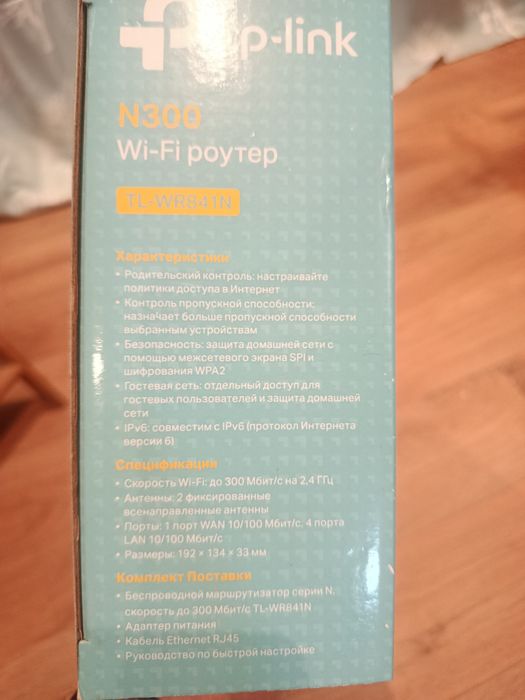 tp-link
N300
Wi-Fi роутер
TL-WR841N
Характеристики
• Родительский контроль: настраивайте
политики доступа в Интернет
• Контроль пропускной способности:
назначает больше пропускной способности
выбранным устройствам
• Безопасность: защита домашней сети с
помощью межсетевого экрана SPI и
шифрования WPA2
• Гостевая сеть: отдельный доступ для
гостевых пользователей и защита домашней
сети
• IPv6: совместим с IPv6 (протокол Интернета
версии 6)
Спецификации
• Скорость Wi-Fi: до 300 Мбит/с на 2,4 ГГц
• Антенны: 2 фиксированные
всенаправленные антенны
• Порты: 1 порт WAN 10/100 Мбит/с, 4 порта
LAN 10/100 Мбит/с
• Размеры: 192 × 134 × 33 мм
Комплект Поставки
• Беспроводной маршрутизатор серии N,
скорость до 300 Мбит/с TL-WR841N
• Адаптер питания
• Кабель Ethernet RJ45
• Руководство по быстрой настройке